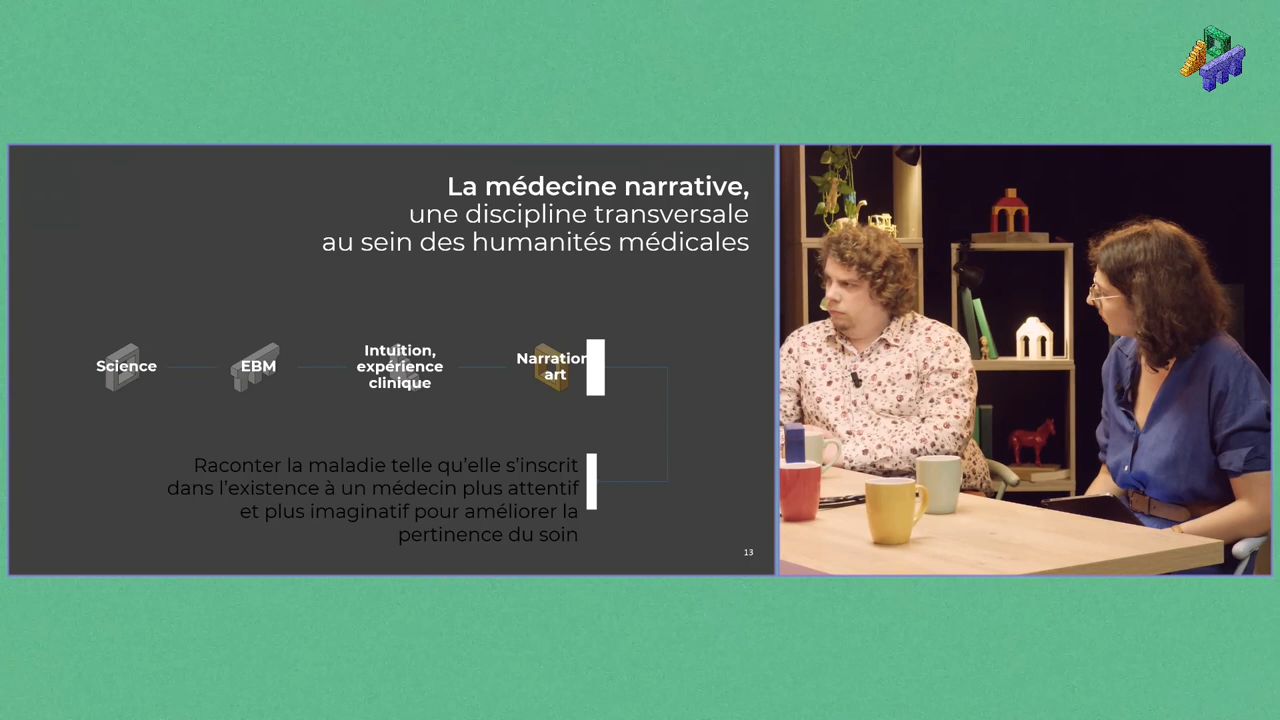 La médecine narrative,
une discipline transversale
au sein des humanités médicales
Science
EBM
Intuition,
expérience
clinique
Narration
art
Raconter la maladie telle qu’elle s’inscrit
dans l’existence à un médecin plus attentif
et plus imaginatif pour améliorer la
pertinence du soin
13